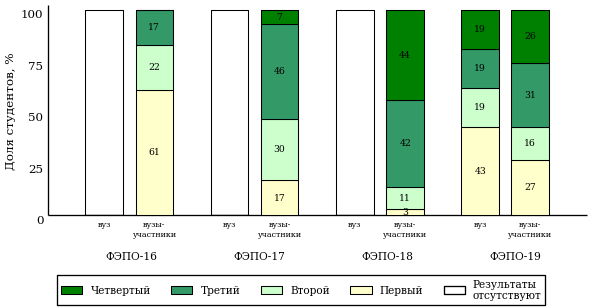 100
75
50
25
0
Доля студентов, %
17
22
61
7
46
30
17
44
42
11
3
19
19
19
43
26
31
16
27
вуз
вузы-
участники
вуз
вузы-
участники
вуз
вузы-
участники
вуз
вузы-
участники
ФЭПО-16
ФЭПО-17
ФЭПО-18
ФЭПО-19
Четвертый
Третий
Второй
Первый
Результаты
отсутствуют